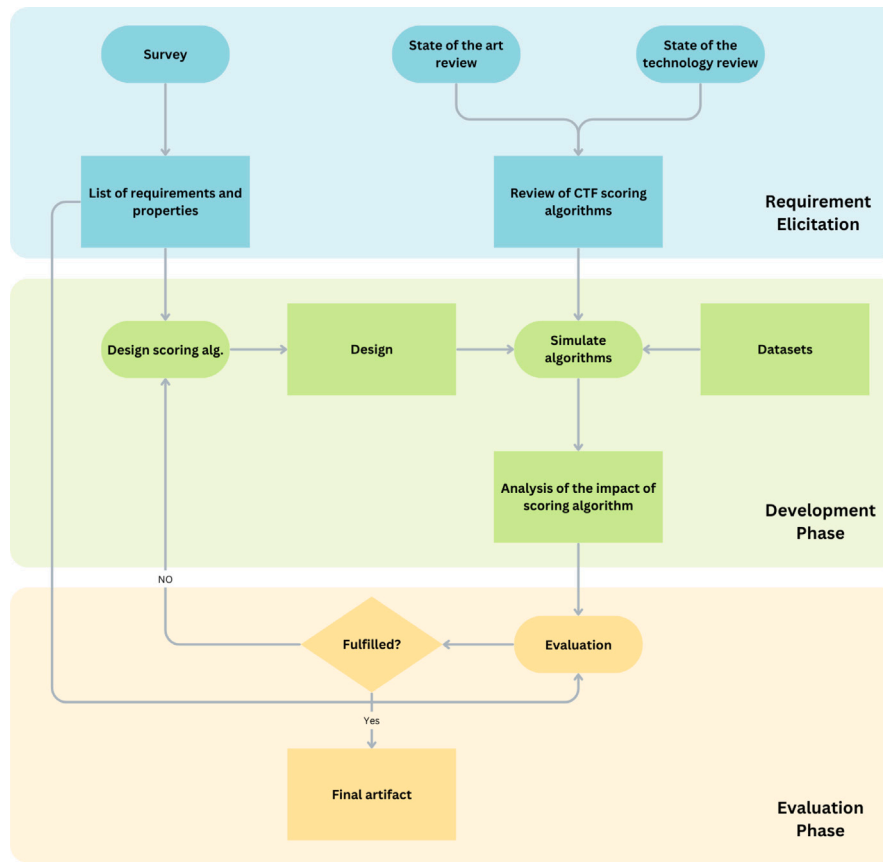 Survey
State of the art
review
State of the
technology review
List of requirements and
properties
Review of CTF scoring
algorithms
Requirement
Elicitation
Design scoring alg.
Design
Simulate
algorithms
Datasets
Analysis of the impact of
scoring algorithm
Development
Phase
NO
Fulfilled?
Evaluation
Yes
Final artifact
Evaluation
Phase